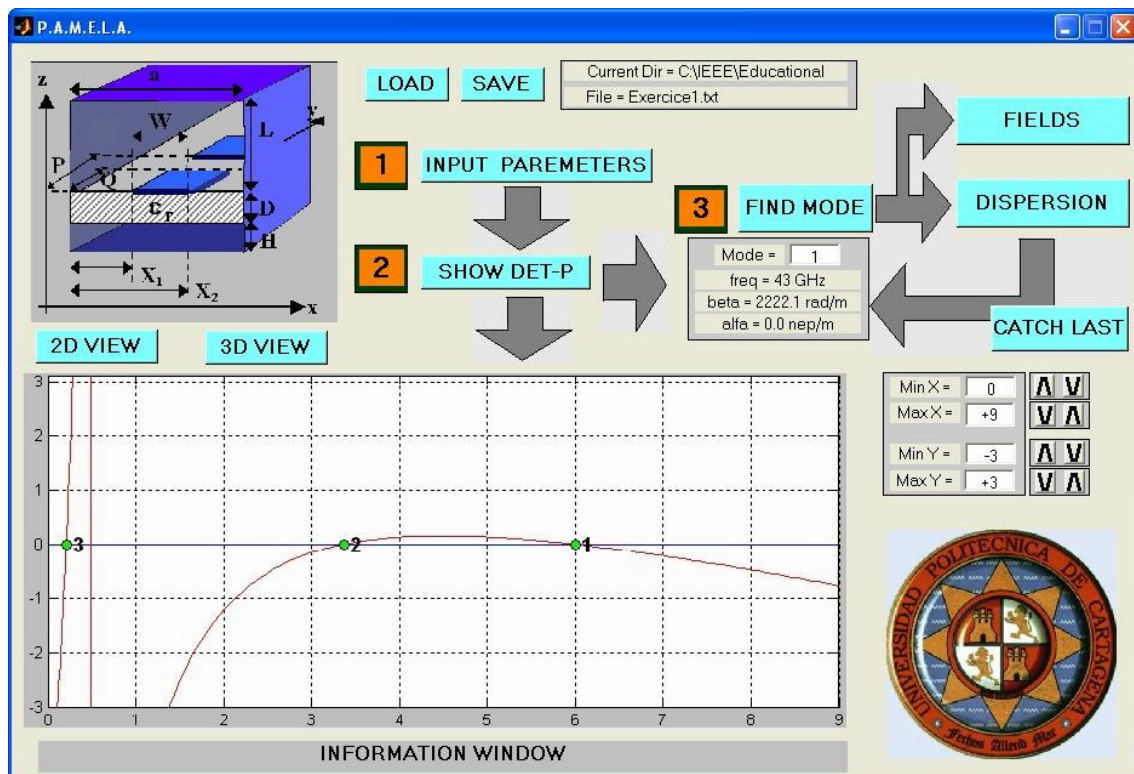 P.A.M.E.L.A.
z
a
W
L
y
P
Q
εr
D
H
X1
X2
x
2D VIEW
3D VIEW
LOAD
SAVE
Current Dir = C:\IEEE\Educational
File = Exercice1.txt
1
INPUT PAREMETERS
2
SHOW DET-P
3
FIND MODE
Mode = 1
freq = 43 GHz
beta = 2222.1 rad/m
alfa = 0.0 nep/m
FIELDS
DISPERSION
CATCH LAST
3
2
1
0
-1
-2
-3
3
2
1
0 1 2 3 4 5 6 7 8 9
Min X = 0
Max X = +9
Min Y = -3
Max Y = +3
UNIVERSIDAD POLITECNICA DE CARTAGENA
INFORMATION WINDOW